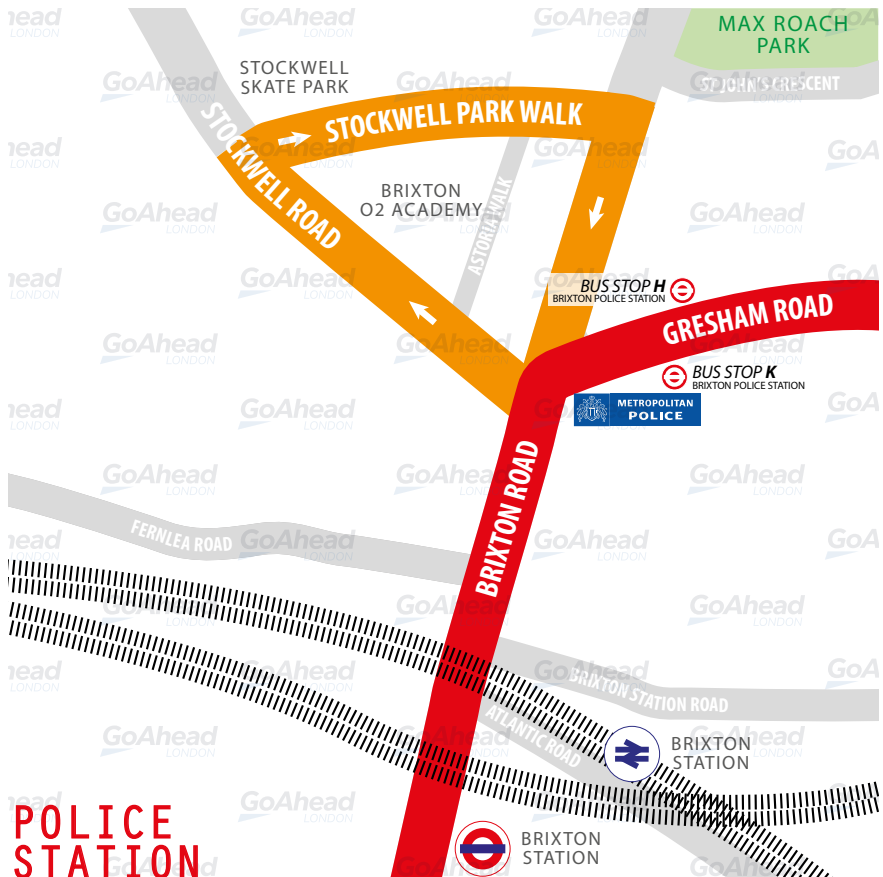 MAX ROACH
PARK
STOCKWELL
SKATE PARK
ST JOHN'S CRESCENT
STOCKWELL PARK WALK
STOCKWELL ROAD
BRIXTON
O2 ACADEMY
ASTORIA WALK
BUS STOP H
BRIXTON POLICE STATION
GRESHAM ROAD
BUS STOP K
BRIXTON POLICE STATION
METROPOLITAN
POLICE
BRIXTON ROAD
FERNLEA ROAD
BRIXTON STATION ROAD
ATLANTIC ROAD
BRIXTON
STATION
BRIXTON
STATION
POLICE
STATION
GoAhead
LONDON